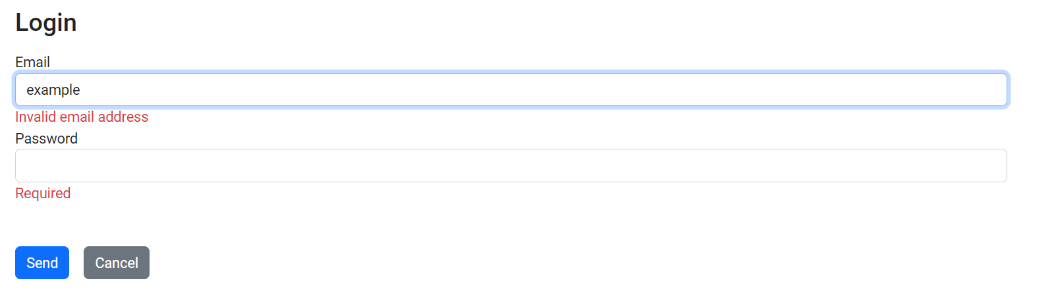 Login
Email
example
Invalid email address
Password
Required
Send Cancel